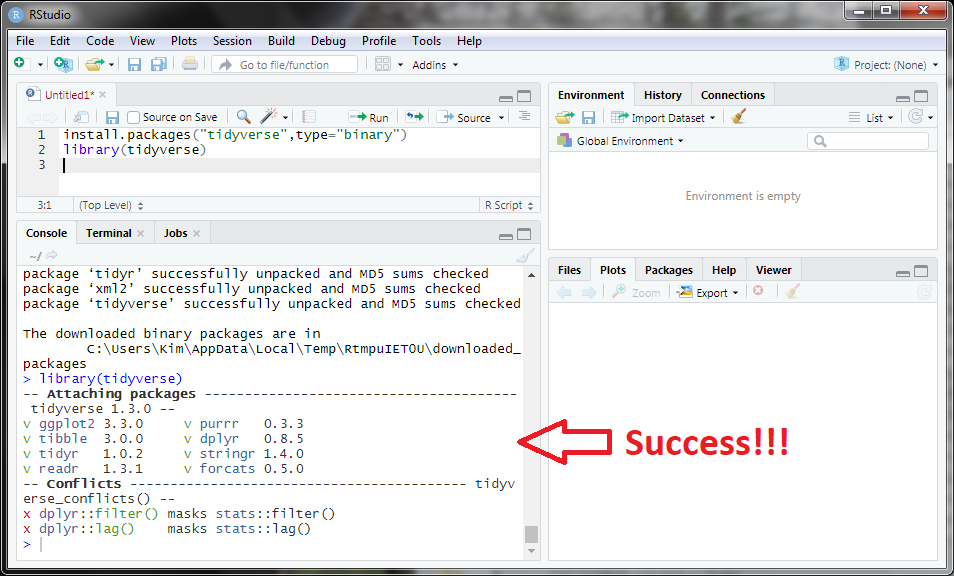 RStudio
File Edit Code View Plots Session Build Debug Profile Tools Help
Go to file/function Addins Project: (None)
Untitled1*
Source on Save Run Source
1 install.packages("tidyverse",type="binary")
2 library(tidyverse)
3
3:1 (Top Level) R Script
Console Terminal Jobs
~/
package ‘tidyr’ successfully unpacked and MD5 sums checked
package ‘xml2’ successfully unpacked and MD5 sums checked
package ‘tidyverse’ successfully unpacked and MD5 sums checked
The downloaded binary packages are in
C:\Users\Kim\AppData\Local\Temp\RtmpuIETOU\downloaded_
packages
> library(tidyverse)
-- Attaching packages ---------------------------------------
tidyverse 1.3.0 --
v ggplot2 3.3.0 v purrr 0.3.3
v tibble 3.0.0 v dplyr 0.8.5
v tidyr 1.0.2 v stringr 1.4.0
v readr 1.3.1 v forcats 0.5.0
-- Conflicts ------------------------------------------ tidyv
erse_conflicts() --
x dplyr::filter() masks stats::filter()
x dplyr::lag() masks stats::lag()
>
Environment History Connections
Import Dataset List
Global Environment
Environment is empty
Files Plots Packages Help Viewer
Zoom Export
Success!!!